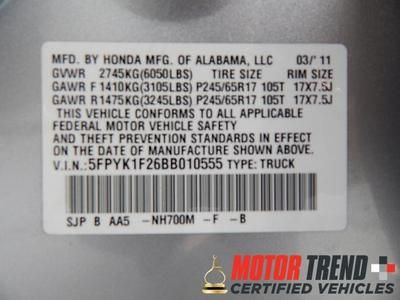 MFD. BY HONDA MFG. OF ALABAMA, LLC 03/'11
GVWR 2745KG(6050LBS) TIRE SIZE RIM SIZE
GAWR F 1410KG(3105LBS) P245/65R17 105T 17X7.5J
GAWR R1475KG(3245LBS) P245/65R17 105T 17X7.5J
THIS VEHICLE CONFORMS TO ALL APPLICABLE
FEDERAL MOTOR VEHICLE SAFETY
AND THEFT PREVENTION STANDARDS IN
EFFECT ON THE DATE OF MANUFACTURE SHOWN ABOVE.
V.I.N.: 5FPYK1F26BB010555 TYPE: TRUCK
SJP B AA5 -NH700M -F -B
MOTOR TREND
CERTIFIED VEHICLES